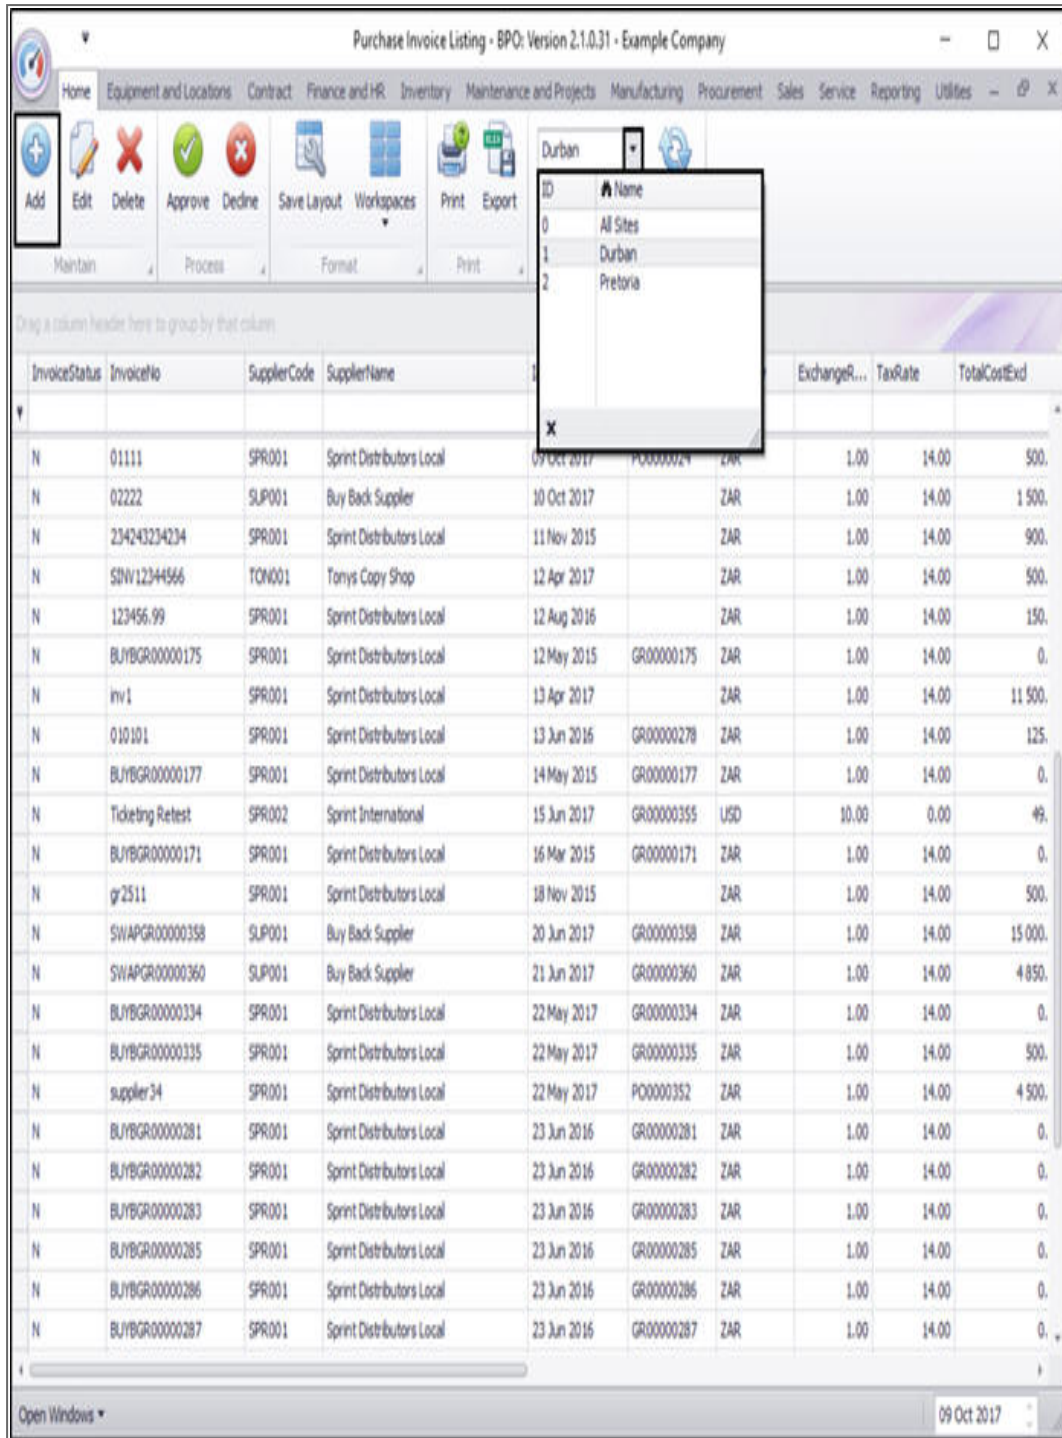 Purchase Invoice Listing - BPO: Version 2.1.0.31 - Example Company
Home Equipment and Locations Contract Finance and HR Inventory Maintenance and Projects Manufacturing Procurement Sales Service Reporting Utilities
Durban
Add Edit Delete Approve Decline Save Layout Workspaces Print Export
Maintain Process Format Print
ID Name
0 All Sites
1 Durban
2 Pretoria
Drag a column header here to group by that column
InvoiceStatus InvoiceNo SupplierCode SupplierName ExchangeR... TaxRate TotalCostExcl
N 01111 SPR001 Sprint Distributors Local 09 Oct 2017 PO0000024 ZAR 1.00 14.00 500.
N 02222 SUP001 Buy Back Supplier 10 Oct 2017 ZAR 1.00 14.00 1 500.
N 234243234234 SPR001 Sprint Distributors Local 11 Nov 2015 ZAR 1.00 14.00 900.
N SINV12344566 TON001 Tonys Copy Shop 12 Apr 2017 ZAR 1.00 14.00 500.
N 123456.99 SPR001 Sprint Distributors Local 12 Aug 2016 ZAR 1.00 14.00 150.
N BUYBGR00000175 SPR001 Sprint Distributors Local 12 May 2015 GR00000175 ZAR 1.00 14.00 0.
N inv1 SPR001 Sprint Distributors Local 13 Apr 2017 ZAR 1.00 14.00 11 500.
N 010101 SPR001 Sprint Distributors Local 13 Jun 2016 GR00000278 ZAR 1.00 14.00 125.
N BUYBGR00000177 SPR001 Sprint Distributors Local 14 May 2015 GR00000177 ZAR 1.00 14.00 0.
N Ticketing Retest SPR002 Sprint International 15 Jun 2017 GR00000355 USD 10.00 0.00 49.
N BUYBGR00000171 SPR001 Sprint Distributors Local 16 Mar 2015 GR00000171 ZAR 1.00 14.00 0.
N gr2511 SPR001 Sprint Distributors Local 18 Nov 2015 ZAR 1.00 14.00 500.
N SWAPGR00000358 SUP001 Buy Back Supplier 20 Jun 2017 GR00000358 ZAR 1.00 14.00 15 000.
N SWAPGR00000360 SUP001 Buy Back Supplier 21 Jun 2017 GR00000360 ZAR 1.00 14.00 4 850.
N BUYBGR00000334 SPR001 Sprint Distributors Local 22 May 2017 GR00000334 ZAR 1.00 14.00 0.
N BUYBGR00000335 SPR001 Sprint Distributors Local 22 May 2017 GR00000335 ZAR 1.00 14.00 500.
N supplier34 SPR001 Sprint Distributors Local 22 May 2017 PO0000352 ZAR 1.00 14.00 4 500.
N BUYBGR00000281 SPR001 Sprint Distributors Local 23 Jun 2016 GR00000281 ZAR 1.00 14.00 0.
N BUYBGR00000282 SPR001 Sprint Distributors Local 23 Jun 2016 GR00000282 ZAR 1.00 14.00 0.
N BUYBGR00000283 SPR001 Sprint Distributors Local 23 Jun 2016 GR00000283 ZAR 1.00 14.00 0.
N BUYBGR00000285 SPR001 Sprint Distributors Local 23 Jun 2016 GR00000285 ZAR 1.00 14.00 0.
N BUYBGR00000286 SPR001 Sprint Distributors Local 23 Jun 2016 GR00000286 ZAR 1.00 14.00 0.
N BUYBGR00000287 SPR001 Sprint Distributors Local 23 Jun 2016 GR00000287 ZAR 1.00 14.00 0.
Open Windows 09 Oct 2017